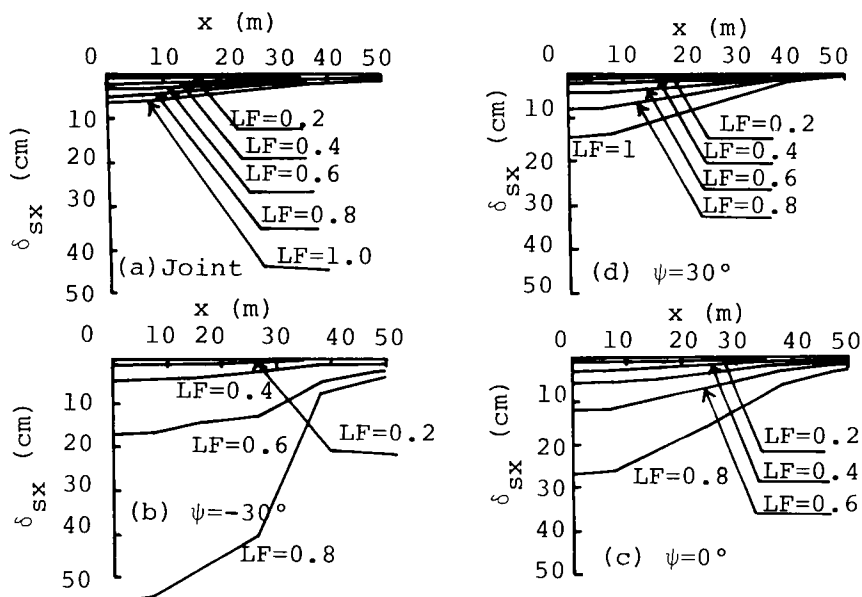 x (m)
0 10 20 30 40 50
10
20
30
40
50
δsx (cm)
LF=0.2
LF=0.4
LF=0.6
LF=0.8
LF=1.0
(a)Joint
x (m)
0 10 20 30 40 50
10
20
30
40
50
δsx (cm)
LF=0.2
LF=0.4
LF=0.6
LF=0.8
LF=1
(d) ψ=30°
0 10 20 30 40 50
10
20
30
40
50
δsx (cm)
LF=0.4
LF=0.6
LF=0.2
(b) ψ=-30°
LF=0.8
x (m)
0 10 20 30 40 50
10
20
30
40
50
δsx (cm)
LF=0.2
LF=0.8
LF=0.4
LF=0.6
(c) ψ=0°